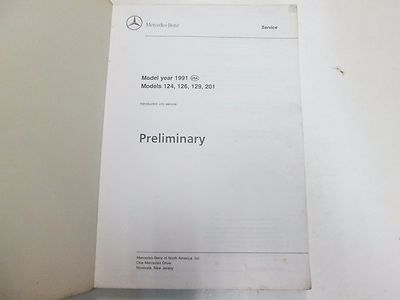 Mercedes-Benz
Service
Model year 1991 USA
Models 124, 126, 129, 201
Introduction into service
Preliminary
Mercedes-Benz of North America, Inc.
One Mercedes Drive
Montvale, New Jersey